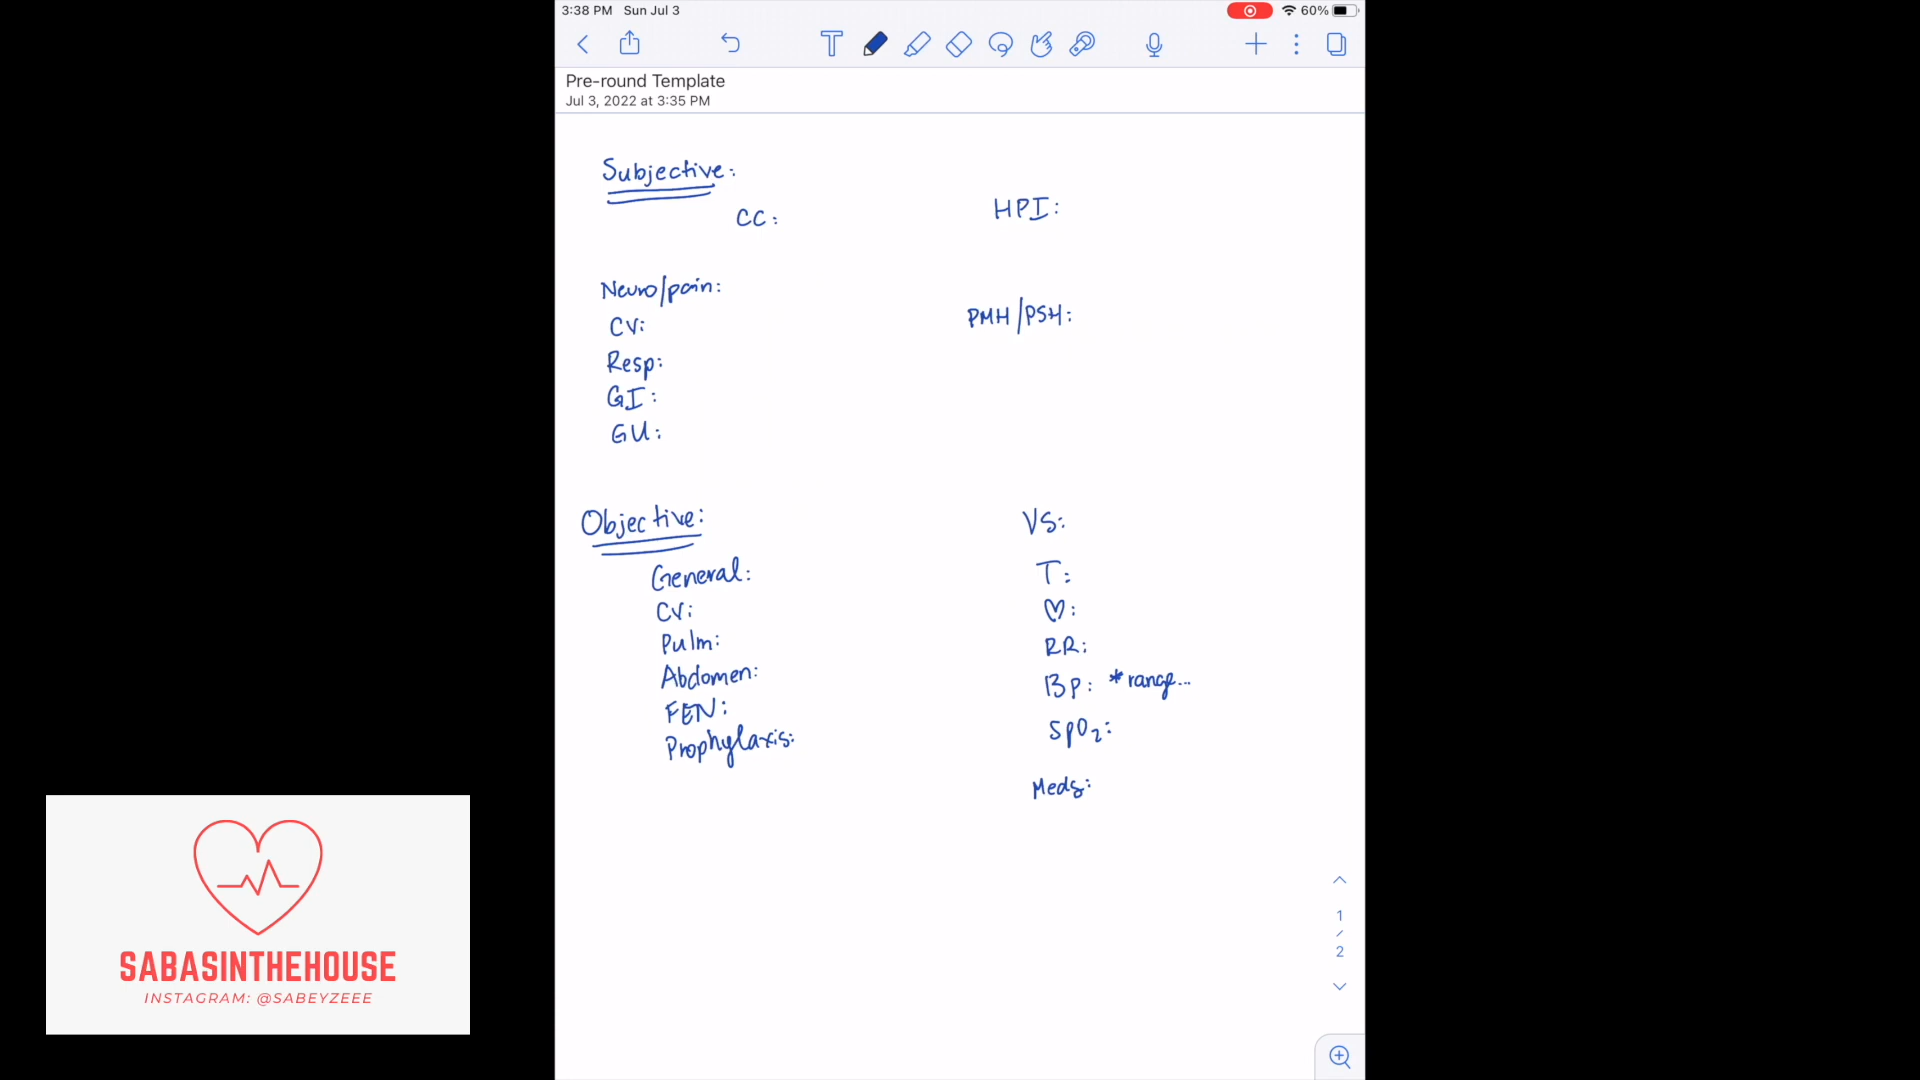 3:38 PM Sun Jul 3
60%
Pre-round Template
Jul 3, 2022 at 3:35 PM
Subjective:
CC:
HPI:
Neuro/pain:
CV:
Resp:
GI:
GU:
PMH/PSH:
Objective:
General:
CV:
Pulm:
Abdomen:
FEN:
Prophylaxis:
VS:
T:
♡:
RR:
BP: *range...
SpO2:
Meds:
1
/
2
SABASINTHEHOUSE
INSTAGRAM: @SABEYZEEE